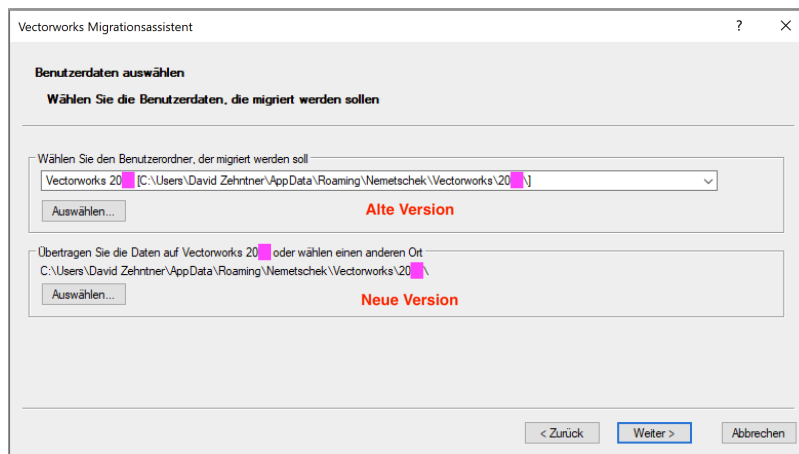 Vectorworks Migrationsassistent ? ×
Benutzerdaten auswählen
Wählen Sie die Benutzerdaten, die migriert werden sollen
Wählen Sie den Benutzerordner, der migriert werden soll
Vectorworks 20 [C:\Users\David Zehntner\AppData\Roaming\Nemetschek\Vectorworks\20 \]
Auswählen...
Alte Version
Übertragen Sie die Daten auf Vectorworks 20 oder wählen einen anderen Ort
C:\Users\David Zehntner\AppData\Roaming\Nemetschek\Vectorworks\20 \
Auswählen...
Neue Version
< Zurück Weiter > Abbrechen